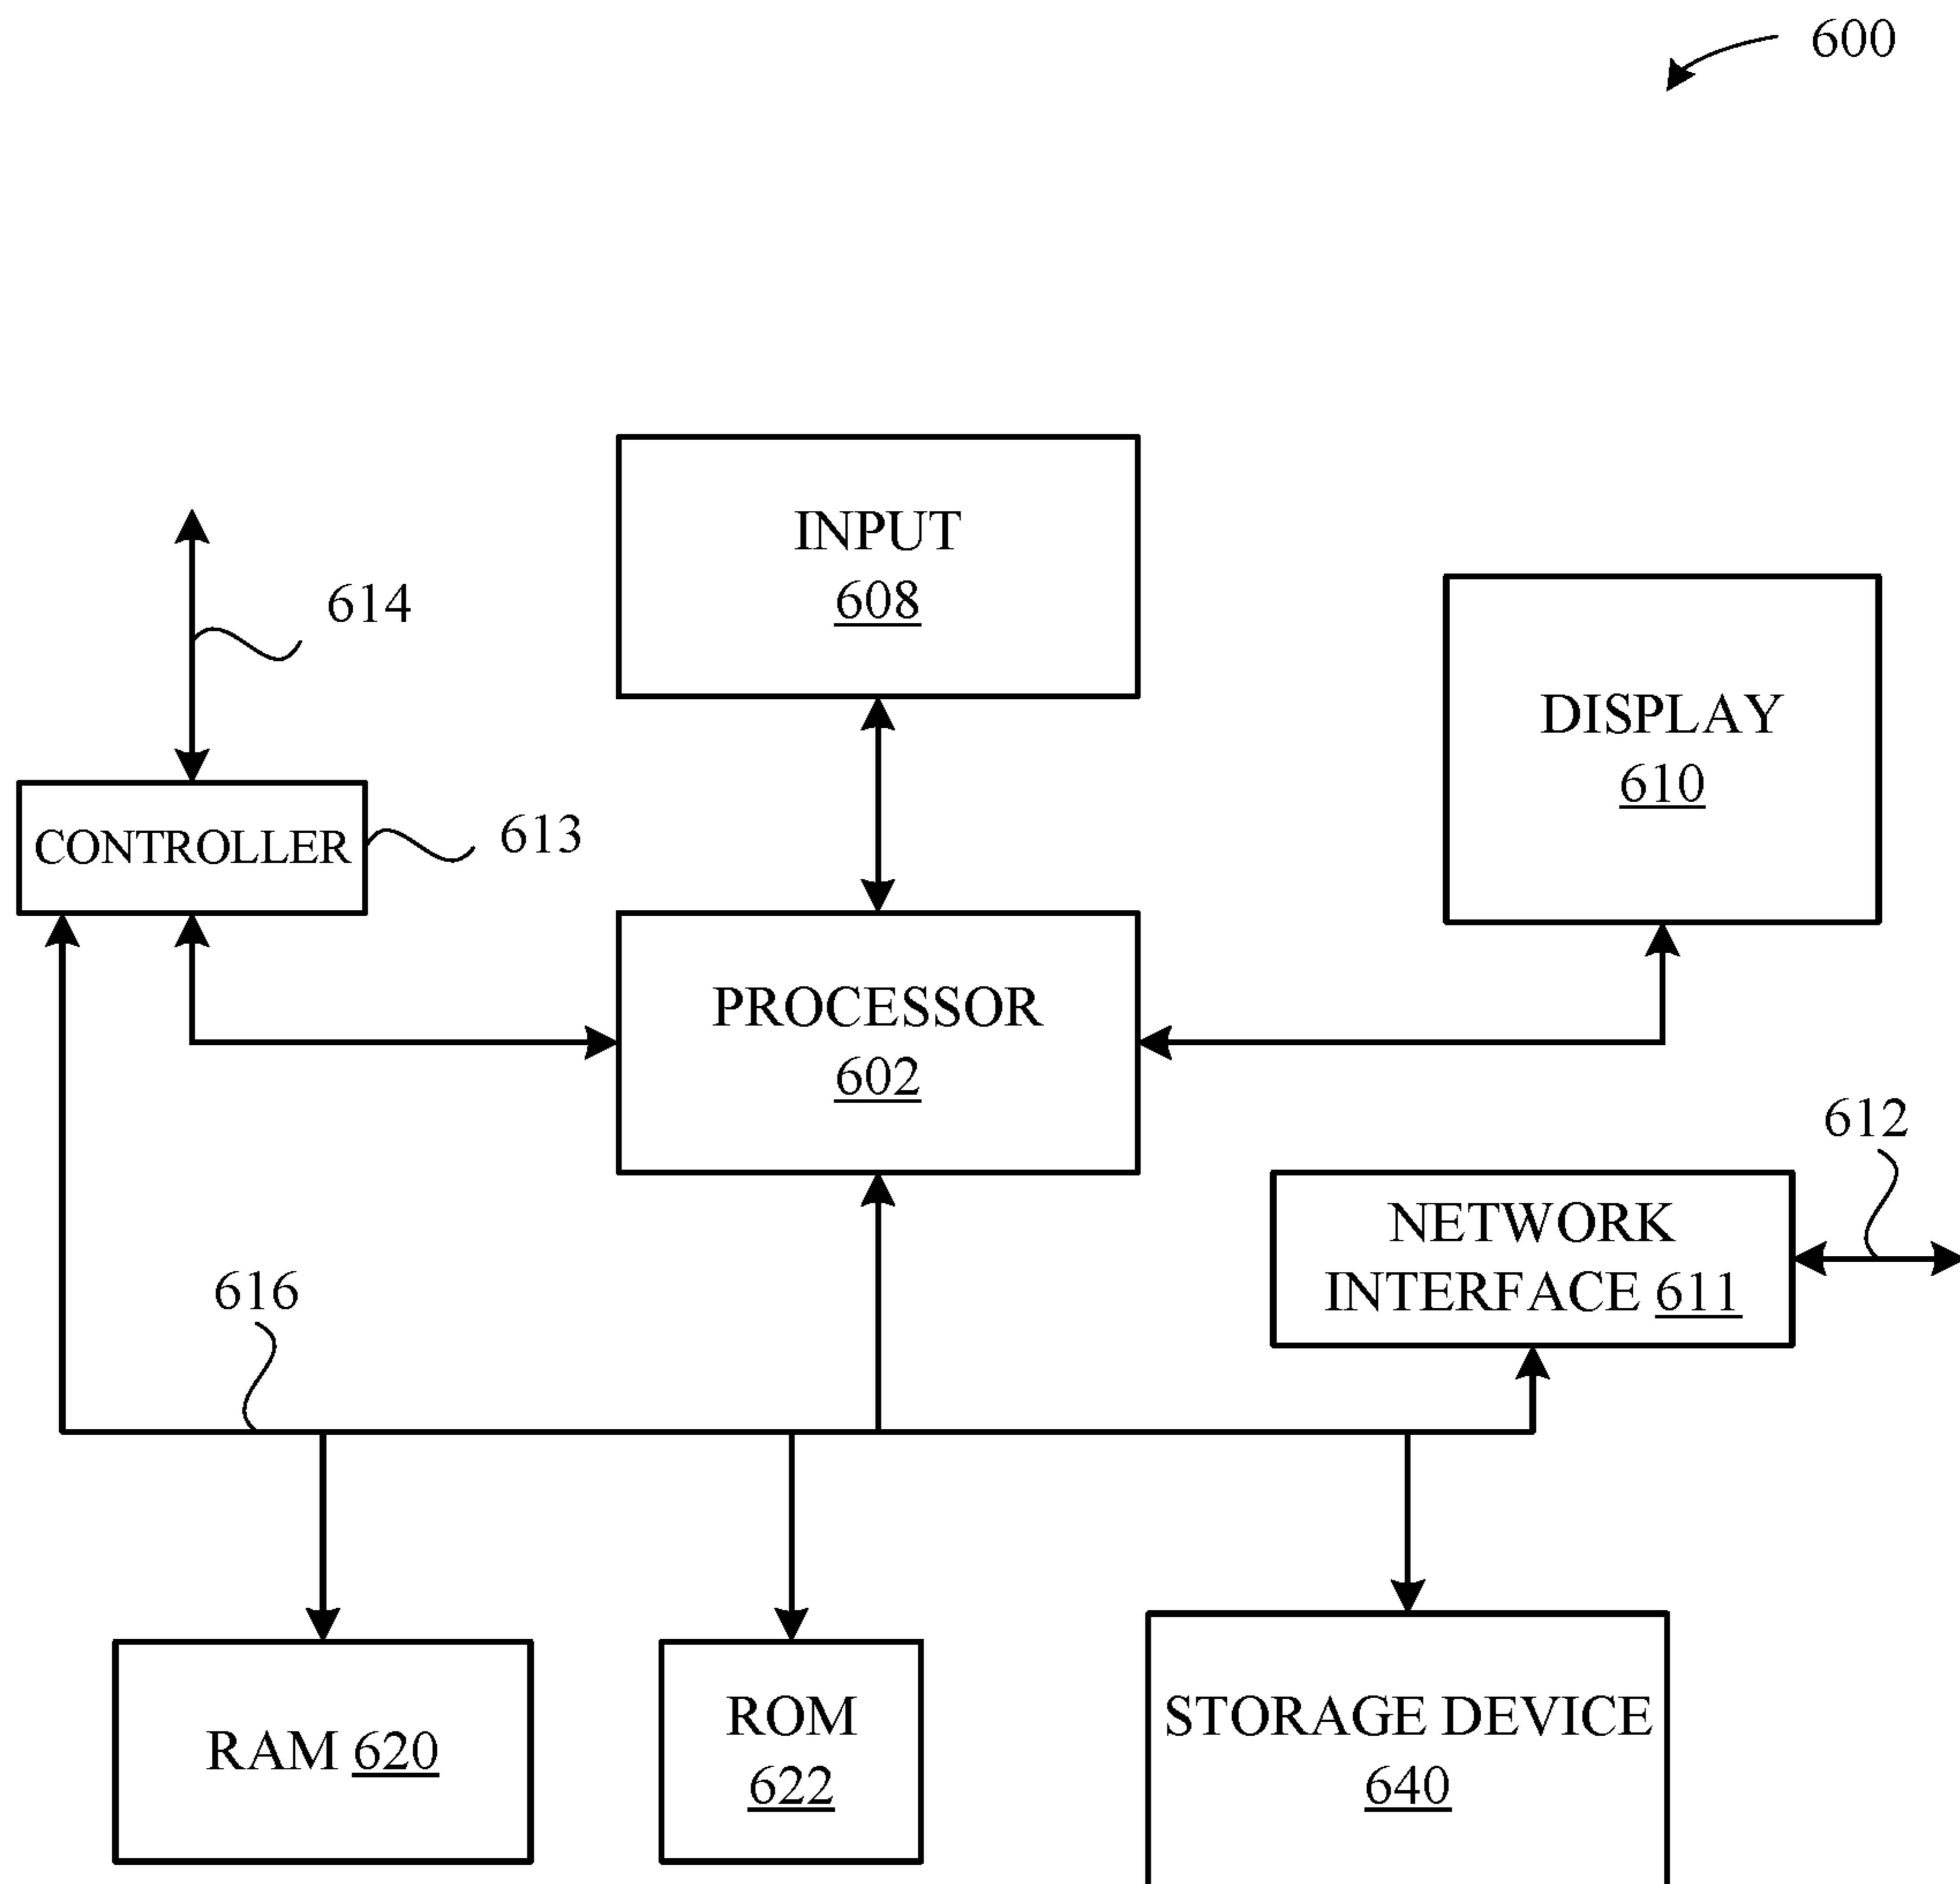 600
INPUT
608
614
DISPLAY
610
CONTROLLER
613
PROCESSOR
602
612
NETWORK
INTERFACE 611
616
RAM 620
ROM
622
STORAGE DEVICE
640